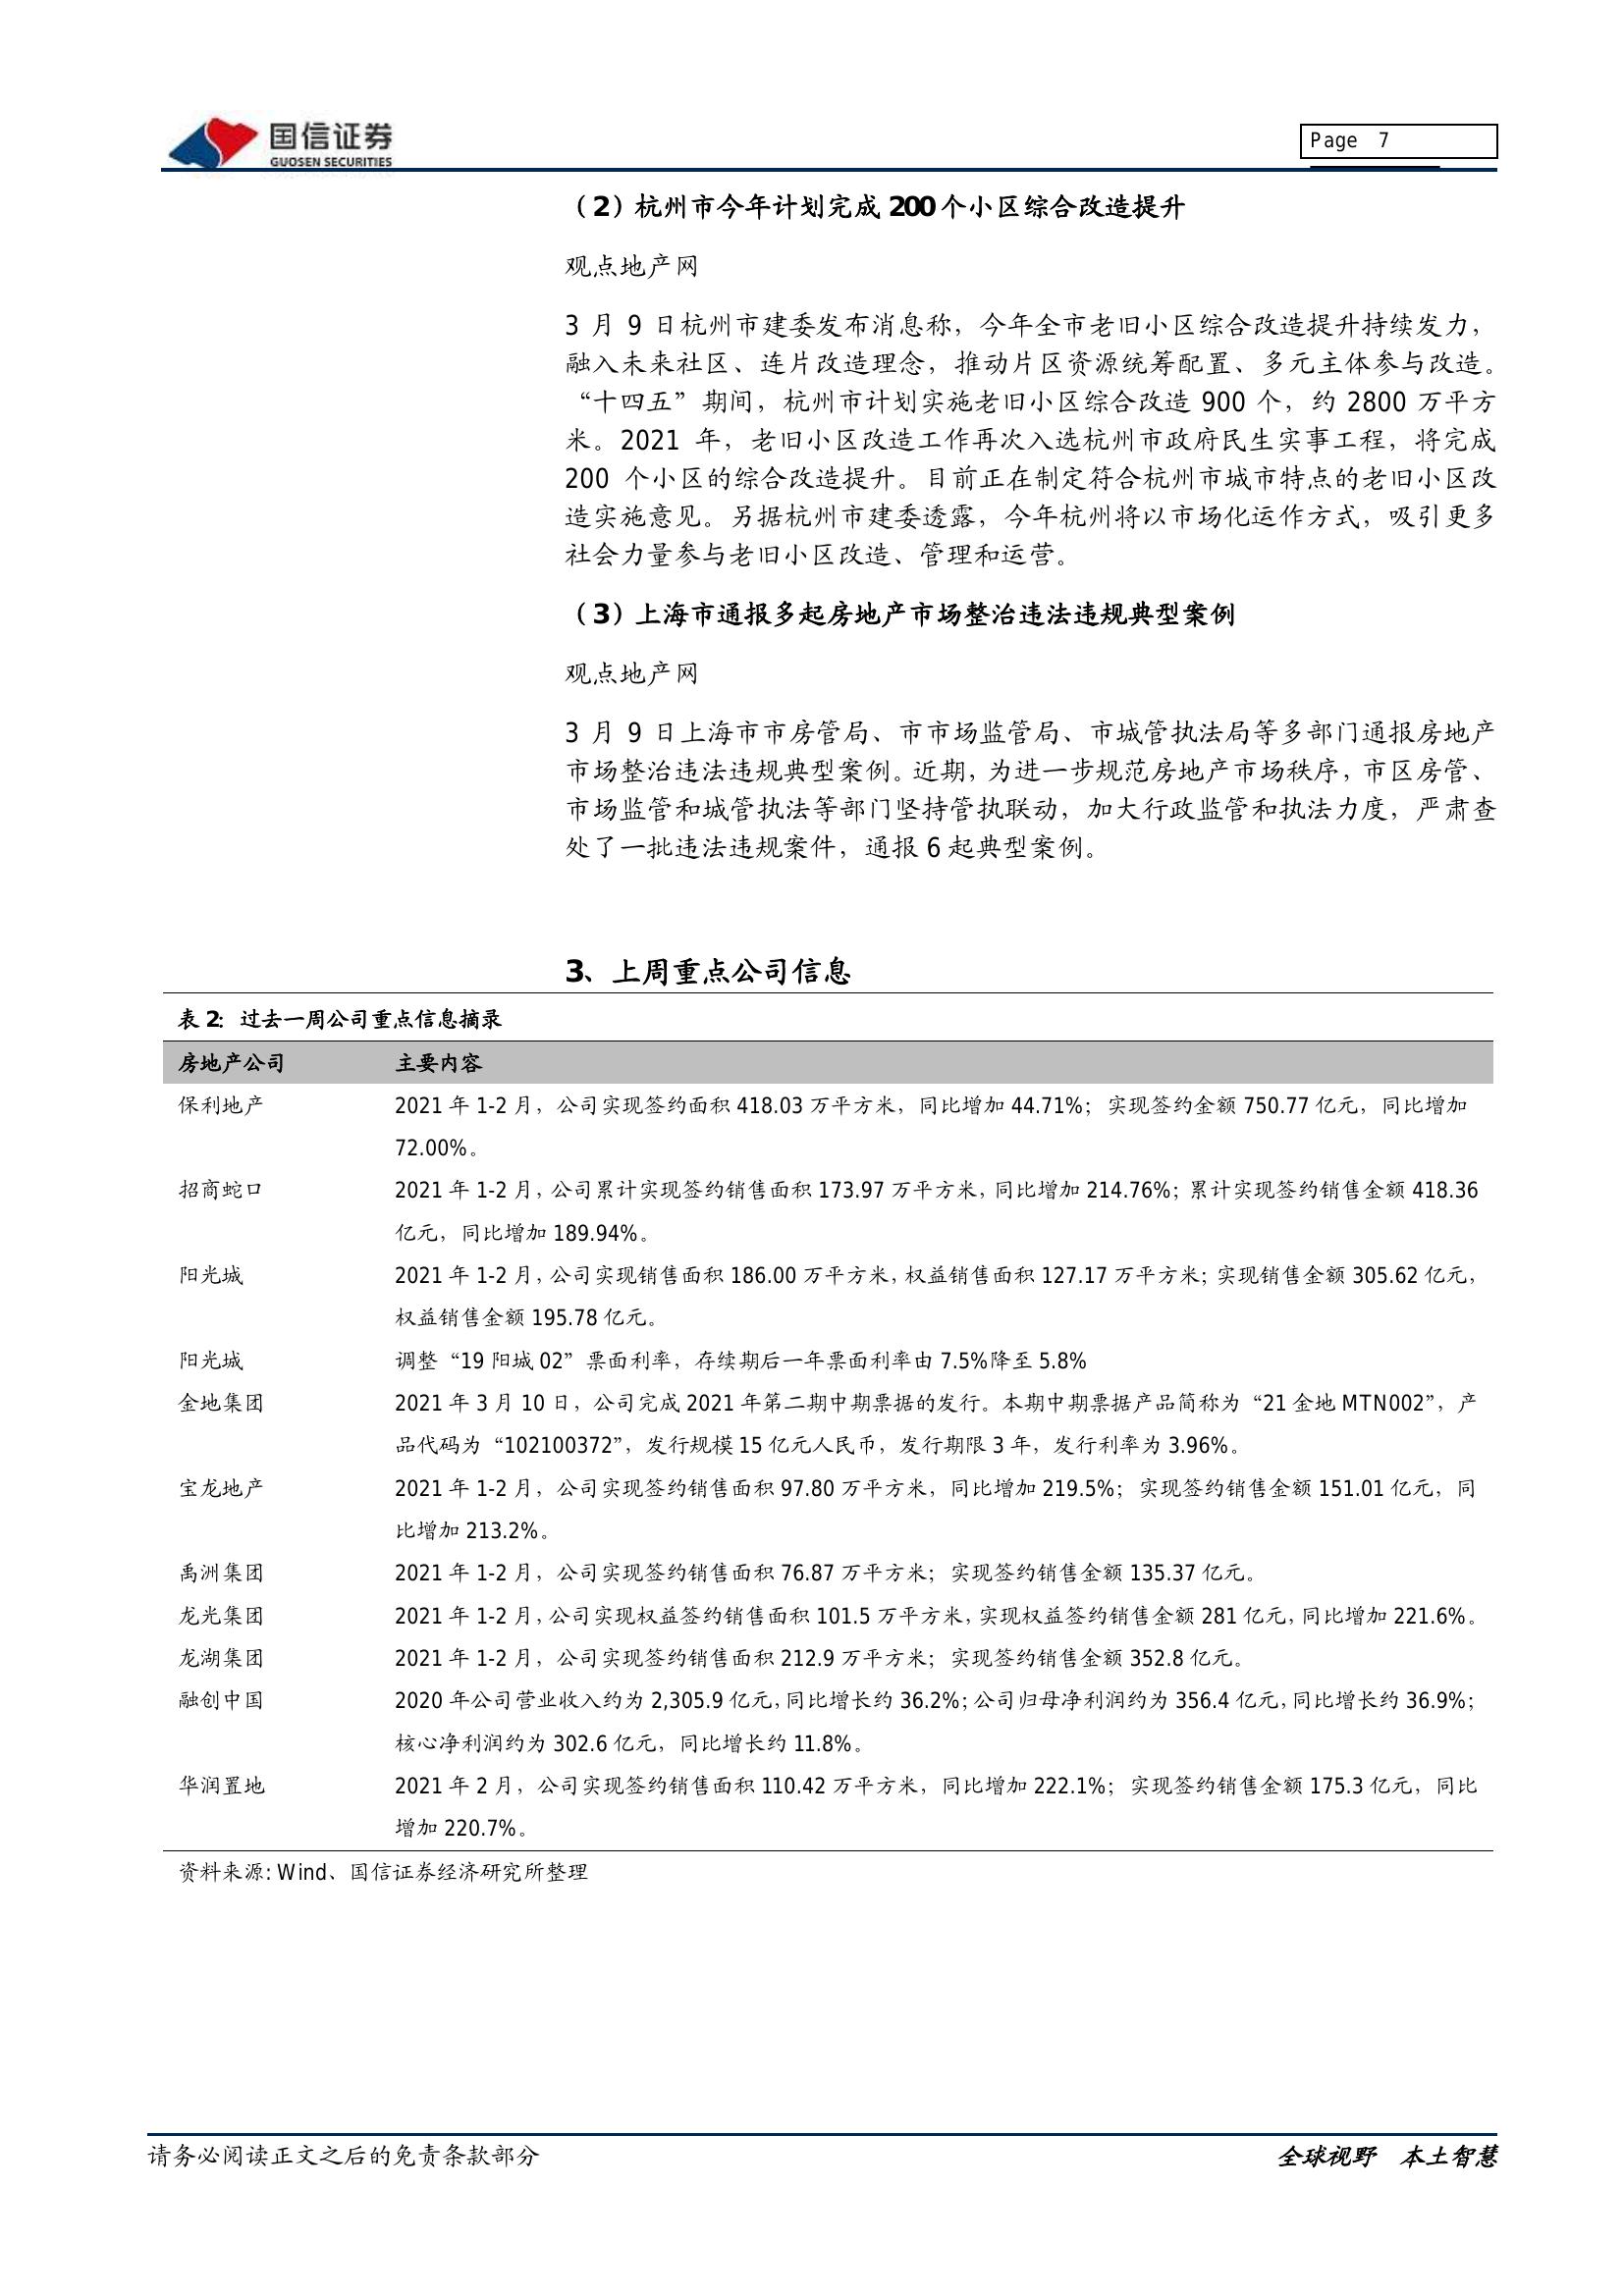 国信证券
GUOSEN SECURITIES
Page 7
（2）杭州市今年计划完成 200 个小区综合改造提升
观点地产网
3 月 9 日杭州市建委发布消息称，今年全市老旧小区综合改造提升持续发力，
融入未来社区、连片改造理念，推动片区资源统筹配置、多元主体参与改造。
“十四五”期间，杭州市计划实施老旧小区综合改造 900 个，约 2800 万平方
米。2021 年，老旧小区改造工作再次入选杭州市政府民生实事工程，将完成
200 个小区的综合改造提升。目前正在制定符合杭州市城市特点的老旧小区改
造实施意见。另据杭州市建委透露，今年杭州将以市场化运作方式，吸引更多
社会力量参与老旧小区改造、管理和运营。
（3）上海市通报多起房地产市场整治违法违规典型案例
观点地产网
3 月 9 日上海市市房管局、市市场监管局、市城管执法局等多部门通报房地产
市场整治违法违规典型案例。近期，为进一步规范房地产市场秩序，市区房管、
市场监管和城管执法等部门坚持管执联动，加大行政监管和执法力度，严肃查
处了一批违法违规案件，通报 6 起典型案例。
3、上周重点公司信息
表 2：过去一周公司重点信息摘录
房地产公司 主要内容
保利地产 2021 年 1-2 月，公司实现签约面积 418.03 万平方米，同比增加 44.71%；实现签约金额 750.77 亿元，同比增加
72.00%。
招商蛇口 2021 年 1-2 月，公司累计实现签约销售面积 173.97 万平方米，同比增加 214.76%；累计实现签约销售金额 418.36
亿元，同比增加 189.94%。
阳光城 2021 年 1-2 月，公司实现销售面积 186.00 万平方米，权益销售面积 127.17 万平方米；实现销售金额 305.62 亿元，
权益销售金额 195.78 亿元。
阳光城 调整“19 阳城 02”票面利率，存续期后一年票面利率由 7.5%降至 5.8%
金地集团 2021 年 3 月 10 日，公司完成 2021 年第二期中期票据的发行。本期中期票据产品简称为“21 金地 MTN002”，产
品代码为“102100372”，发行规模 15 亿元人民币，发行期限 3 年，发行利率为 3.96%。
宝龙地产 2021 年 1-2 月，公司实现签约销售面积 97.80 万平方米，同比增加 219.5%；实现签约销售金额 151.01 亿元，同
比增加 213.2%。
禹洲集团 2021 年 1-2 月，公司实现签约销售面积 76.87 万平方米；实现签约销售金额 135.37 亿元。
龙光集团 2021 年 1-2 月，公司实现权益签约销售面积 101.5 万平方米，实现权益签约销售金额 281 亿元，同比增加 221.6%。
龙湖集团 2021 年 1-2 月，公司实现签约销售面积 212.9 万平方米；实现签约销售金额 352.8 亿元。
融创中国 2020 年公司营业收入约为 2,305.9 亿元，同比增长约 36.2%；公司归母净利润约为 356.4 亿元，同比增长约 36.9%；
核心净利润约为 302.6 亿元，同比增长约 11.8%。
华润置地 2021 年 2 月，公司实现签约销售面积 110.42 万平方米，同比增加 222.1%；实现签约销售金额 175.3 亿元，同比
增加 220.7%。
资料来源：Wind、国信证券经济研究所整理
请务必阅读正文之后的免责条款部分 全球视野 本土智慧